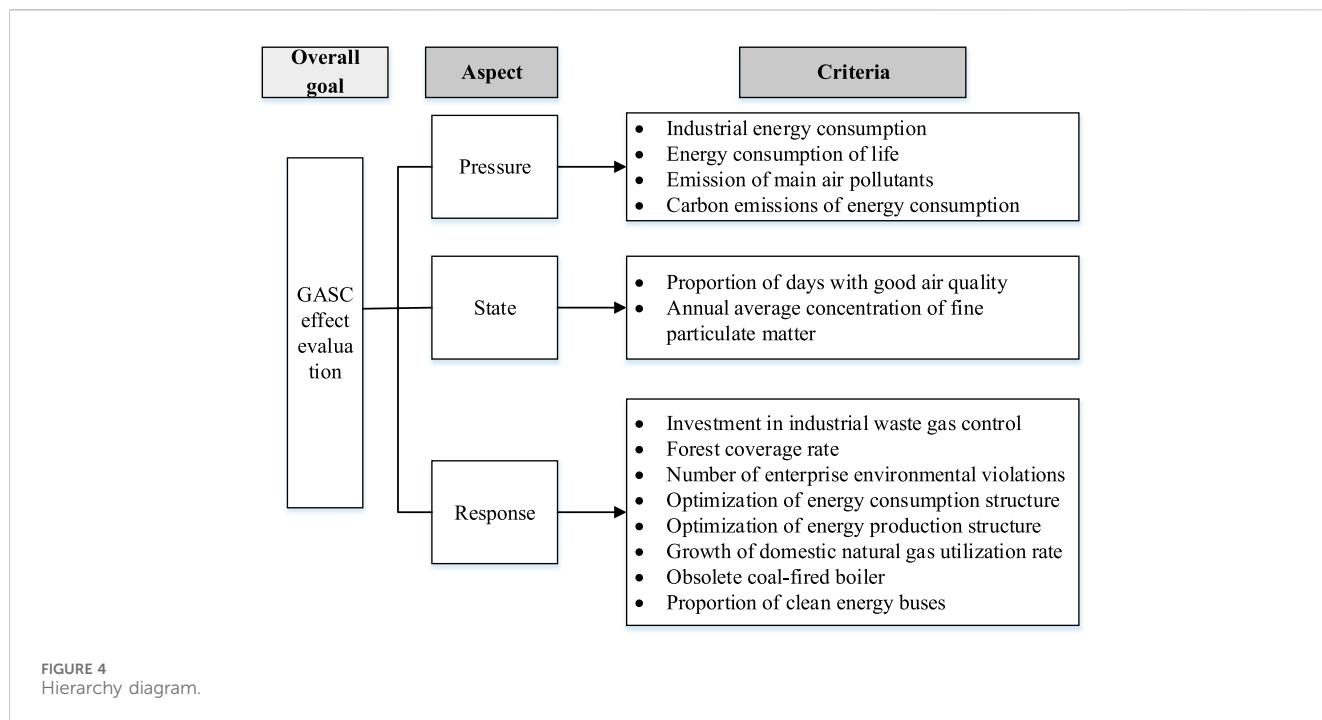 Overall
goal
Aspect
Criteria
Pressure
• Industrial energy consumption
• Energy consumption of life
• Emission of main air pollutants
• Carbon emissions of energy consumption
GASC
effect
evalua
tion
State
• Proportion of days with good air quality
• Annual average concentration of fine
particulate matter
Response
• Investment in industrial waste gas control
• Forest coverage rate
• Number of enterprise environmental violations
• Optimization of energy consumption structure
• Optimization of energy production structure
• Growth of domestic natural gas utilization rate
• Obsolete coal-fired boiler
• Proportion of clean energy buses
FIGURE 4
Hierarchy diagram.